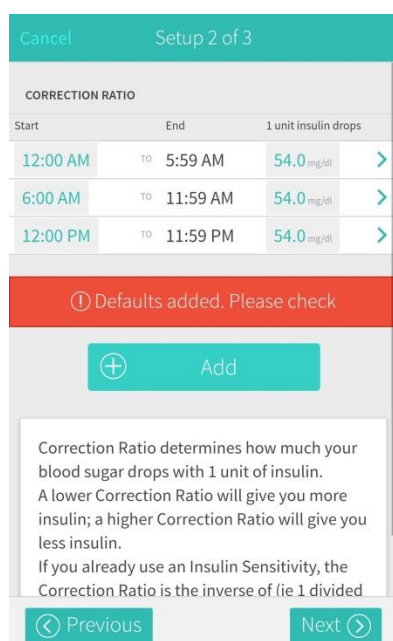 Cancel Setup 2 of 3
CORRECTION RATIO
Start End 1 unit insulin drops
12:00 AM TO 5:59 AM 54.0 mg/dl
6:00 AM TO 11:59 AM 54.0 mg/dl
12:00 PM TO 11:59 PM 54.0 mg/dl
Defaults added. Please check
Add
Correction Ratio determines how much your
blood sugar drops with 1 unit of insulin.
A lower Correction Ratio will give you more
insulin; a higher Correction Ratio will give you
less insulin.
If you already use an Insulin Sensitivity, the
Correction Ratio is the inverse of (ie 1 divided
Previous Next